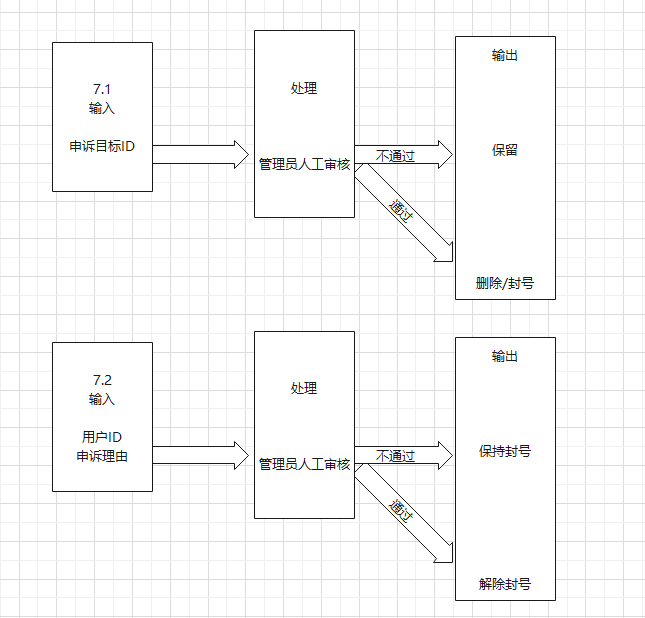 7.1
输入
申诉目标ID
处理
管理员人工审核
不通过
通过
输出
保留
删除/封号
7.2
输入
用户ID
申诉理由
处理
管理员人工审核
不通过
通过
输出
保持封号
解除封号